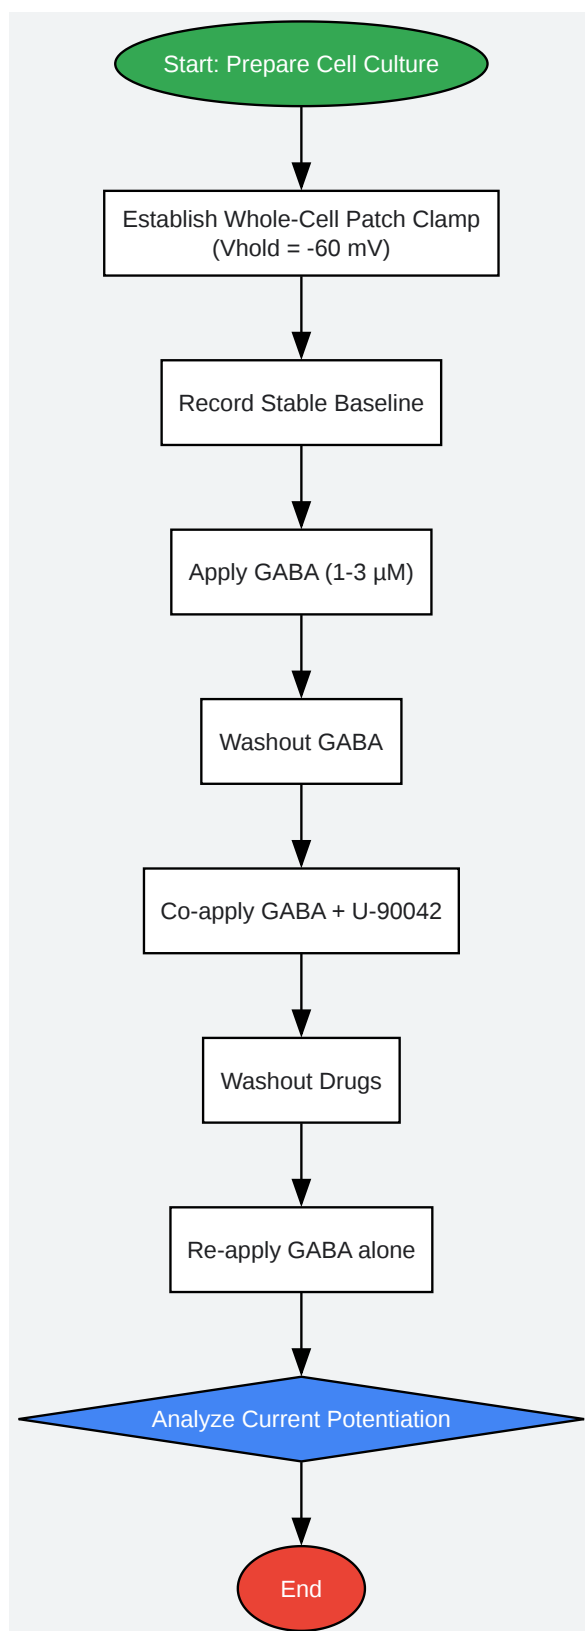 Start: Prepare Cell Culture
Establish Whole-Cell Patch Clamp
(Vhold = -60 mV)
Record Stable Baseline
Apply GABA (1-3 µM)
Washout GABA
Co-apply GABA + U-90042
Washout Drugs
Re-apply GABA alone
Analyze Current Potentiation
End